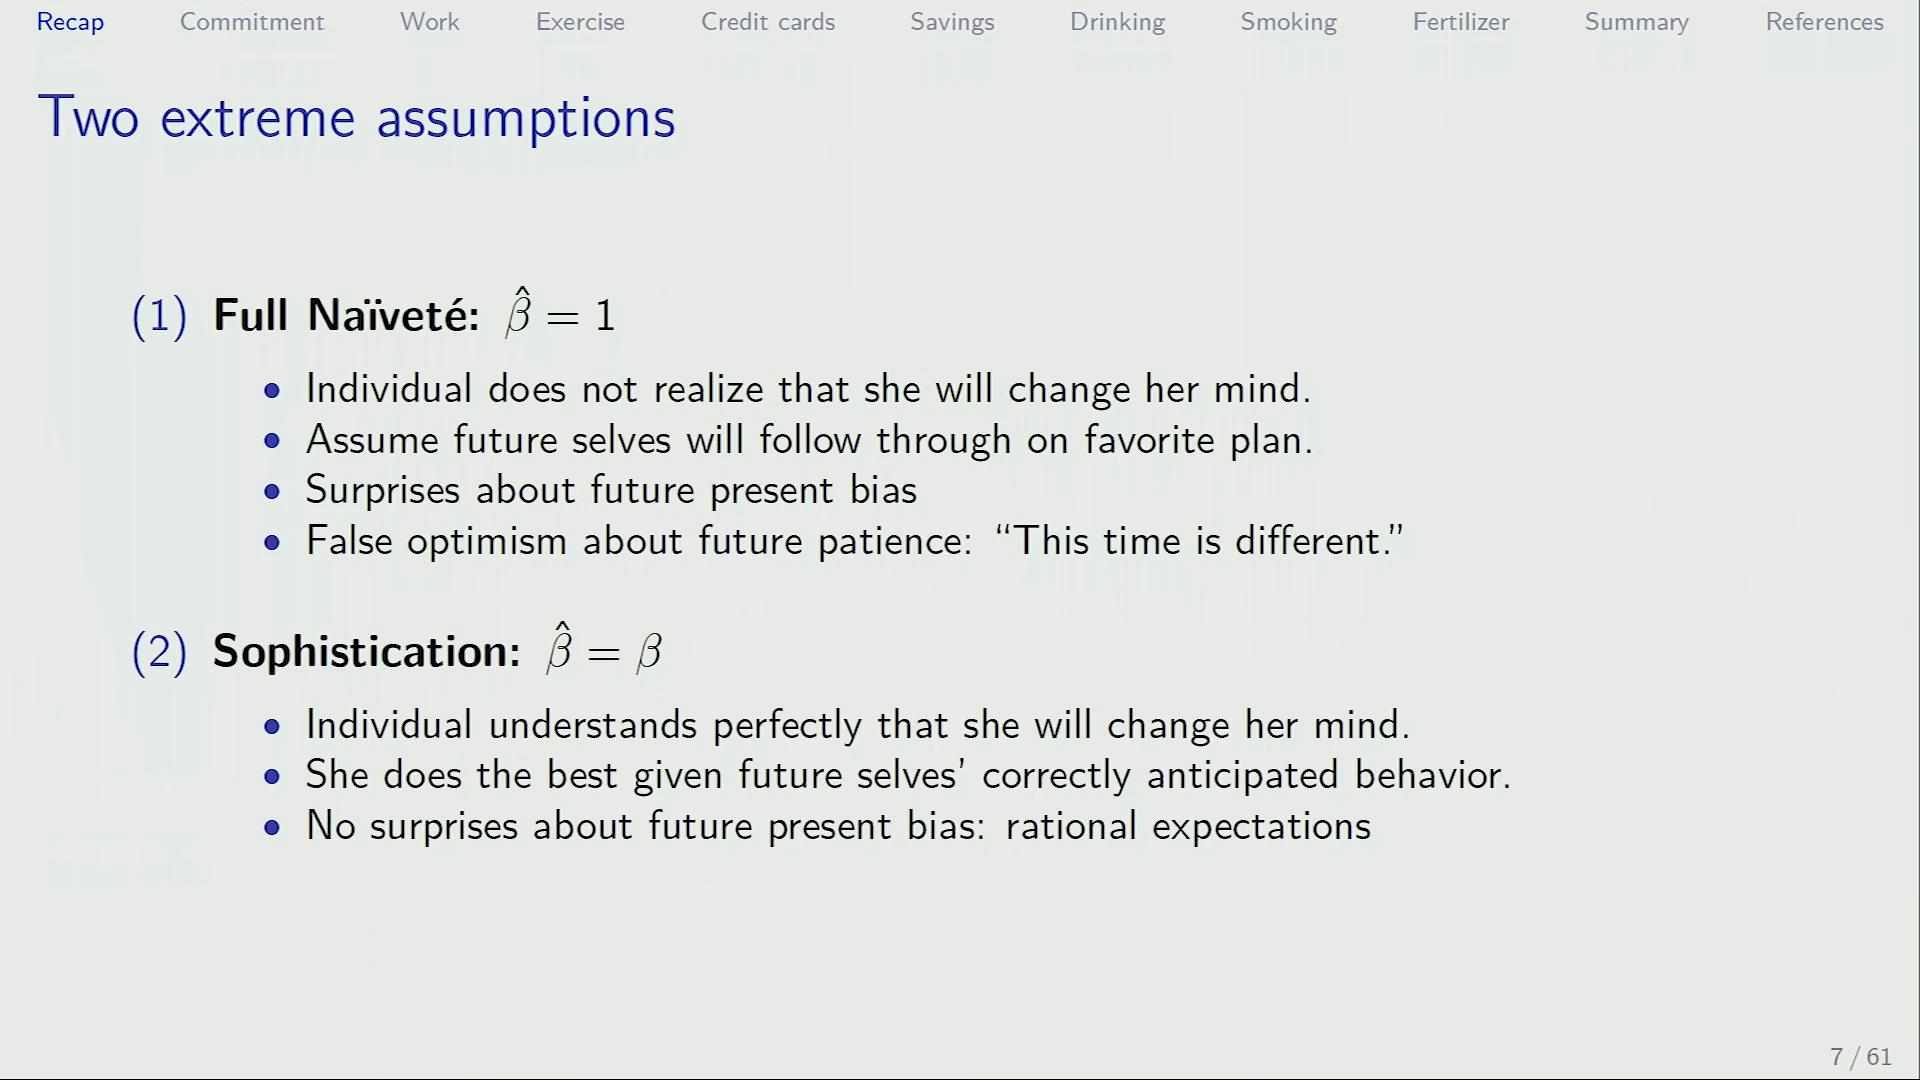 Recap Commitment Work Exercise Credit cards Savings Drinking Smoking Fertilizer Summary References
Two extreme assumptions
(1) Full Naïveté: β̂ = 1
• Individual does not realize that she will change her mind.
• Assume future selves will follow through on favorite plan.
• Surprises about future present bias
• False optimism about future patience: “This time is different.”
(2) Sophistication: β̂ = β
• Individual understands perfectly that she will change her mind.
• She does the best given future selves’ correctly anticipated behavior.
• No surprises about future present bias: rational expectations
7 / 61